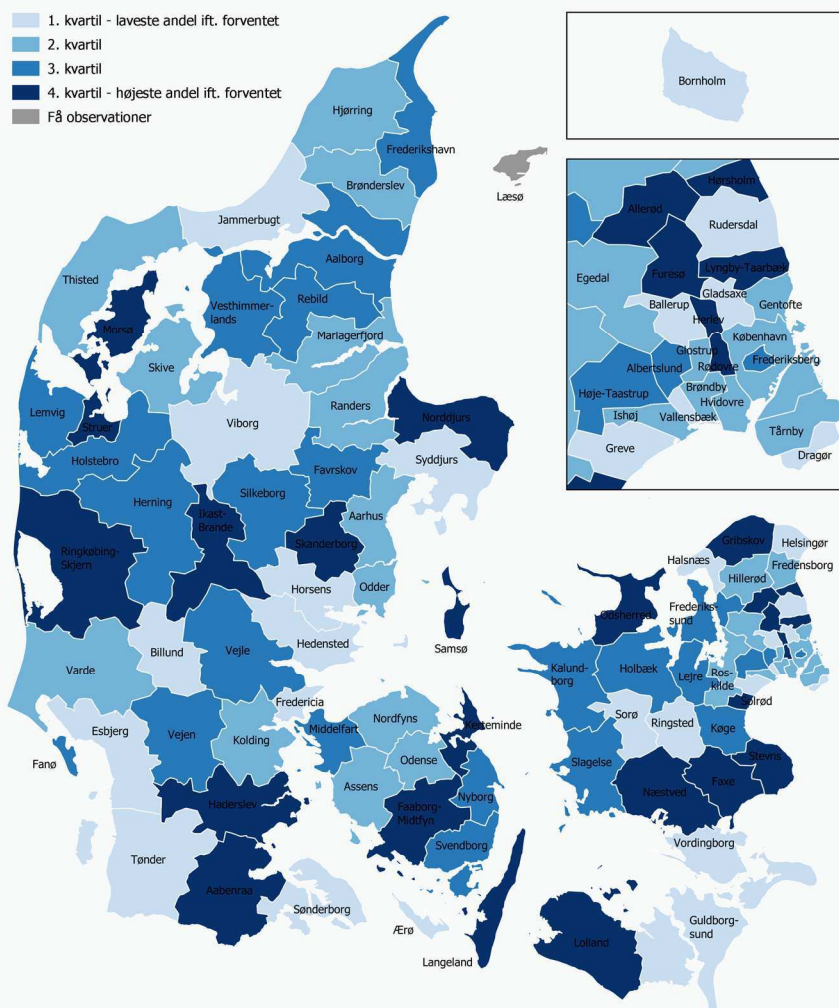 1. kvartil - laveste andel ift. forventet
2. kvartil
3. kvartil
4. kvartil - højeste andel ift. forventet
Få observationer
Hjørring
Frederikshavn
Brønderslev
Læsø
Jammerbugt
Aalborg
Thisted
Vesthimmer-
lands
Rebild
Morsø
Mariagerfjord
Skive
Lemvig
Struer
Viborg
Randers
Norddjurs
Holstebro
Syddjurs
Herning
Silkeborg
Favrskov
Ikast-
Brande
Aarhus
Ringkøbing-
Skjern
Skanderborg
Horsens
Odder
Hedensted
Samsø
Billund
Vejle
Varde
Fredericia
Esbjerg
Vejen
Kolding
Middelfart
Nordfyns
Kerteminde
Fanø
Odense
Assens
Haderslev
Faaborg-
Midtfyn
Nyborg
Svendborg
Tønder
Aabenraa
Sønderborg
Ærø
Langeland
Bornholm
Hørsholm
Allerød
Rudersdal
Egedal
Furesø
Lyngby-Taarbæk
Gladsaxe
Ballerup
Gentofte
Herlev
København
Glostrup
Frederiksberg
Albertslund
Rødovre
Høje-Taastrup
Brøndby
Hvidovre
Ishøj
Vallensbæk
Tårnby
Greve
Dragør
Gribskov
Helsingør
Halsnæs
Fredensborg
Hillerød
Odsherred
Frederiks-
sund
Kalund-
borg
Holbæk
Lejre
Ros-
kilde
Solrød
Sorø
Ringsted
Køge
Slagelse
Stevns
Næstved
Faxe
Vordingborg
Lolland
Guldborg-
sund